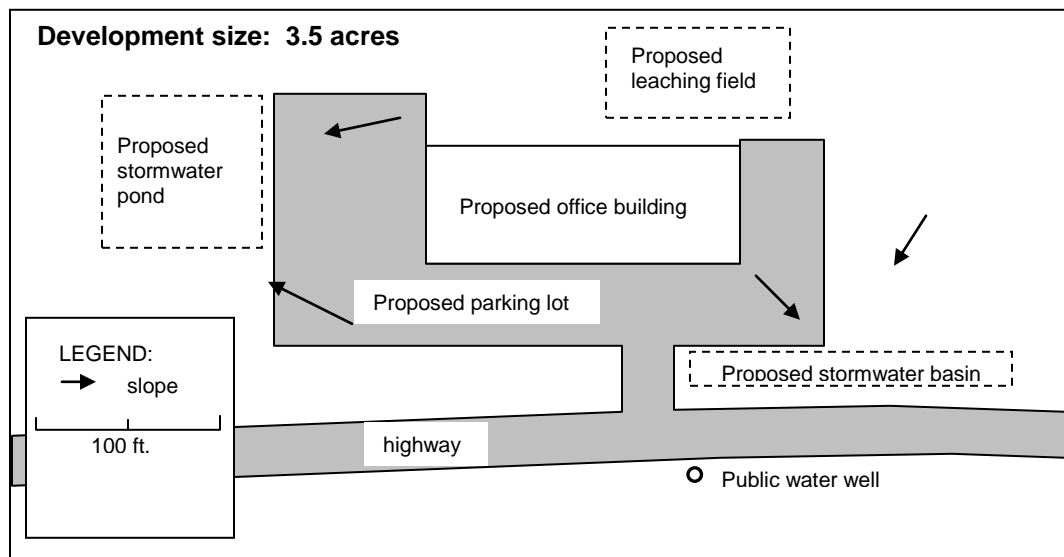 Development size: 3.5 acres
Proposed
leaching field
Proposed
stormwater
pond
Proposed office building
Proposed parking lot
LEGEND:
slope
100 ft.
Proposed stormwater basin
highway
Public water well